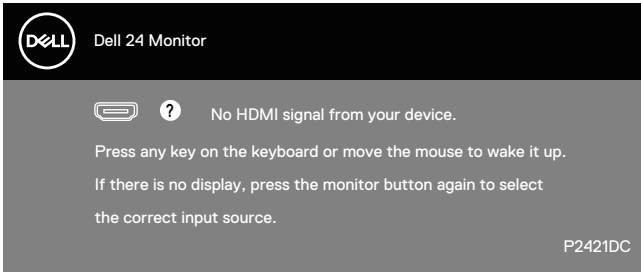 DELL
Dell 24 Monitor
? No HDMI signal from your device.
Press any key on the keyboard or move the mouse to wake it up.
If there is no display, press the monitor button again to select
the correct input source.
P2421DC